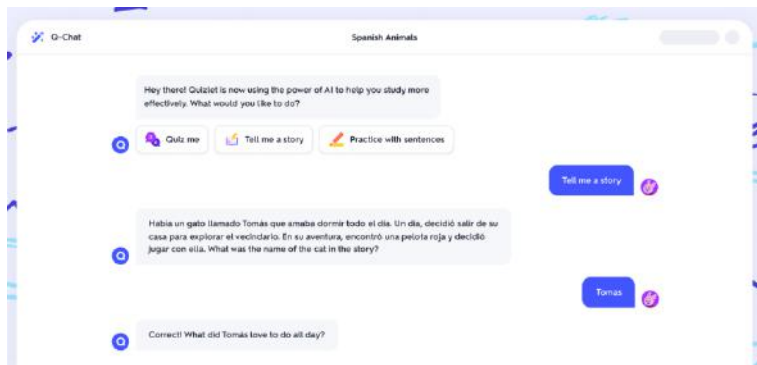 Q-Chat
Spanish Animals
Hey there! Quizlet is now using the power of AI to help you study more
effectively. What would you like to do?
Quiz me
Tell me a story
Practice with sentences
Tell me a story
Había un gato llamado Tomás que amaba dormir todo el día. Un día, decidió salir de su
casa para explorar el vecindario. En su aventura, encontró una pelota roja y decidió
jugar con ella. What was the name of the cat in the story?
Tomas
Correct! What did Tomás love to do all day?